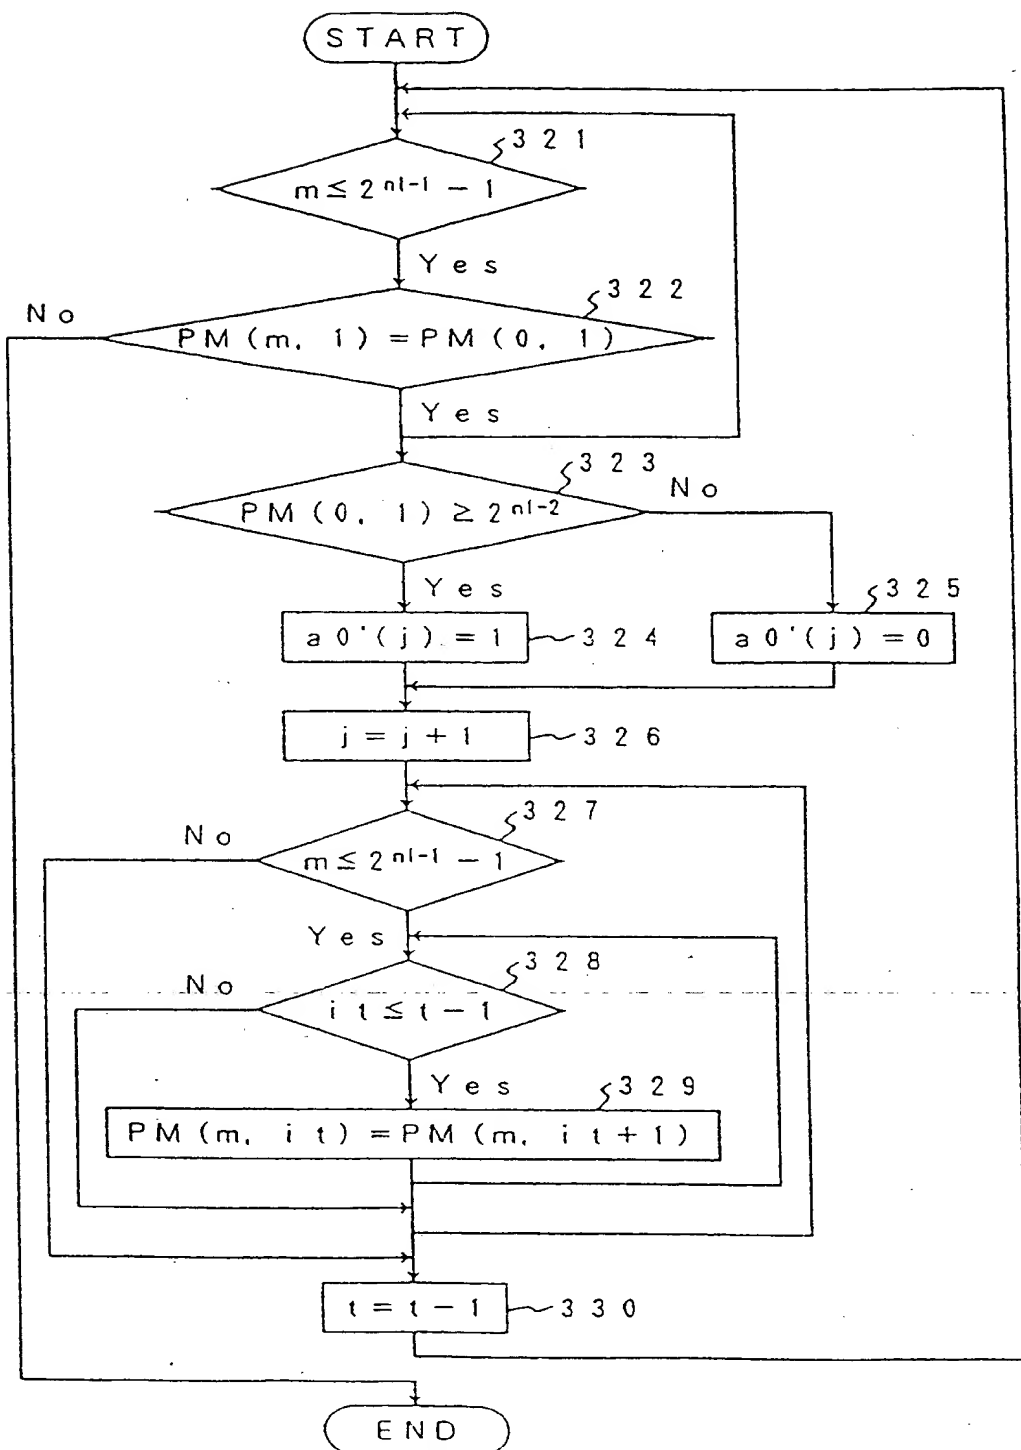 START
321
m ≤ 2^{nl-1} - 1
Yes
322
No
PM (m, 1) = PM (0, 1)
Yes
323
No
PM (0, 1) ≥ 2^{nl-2}
Yes
325
a0'(j) = 1
324
a0'(j) = 0
j = j + 1
326
327
No
m ≤ 2^{nl-1} - 1
Yes
328
No
it ≤ t - 1
Yes
329
PM (m, it) = PM (m, it + 1)
t = t - 1
330
END